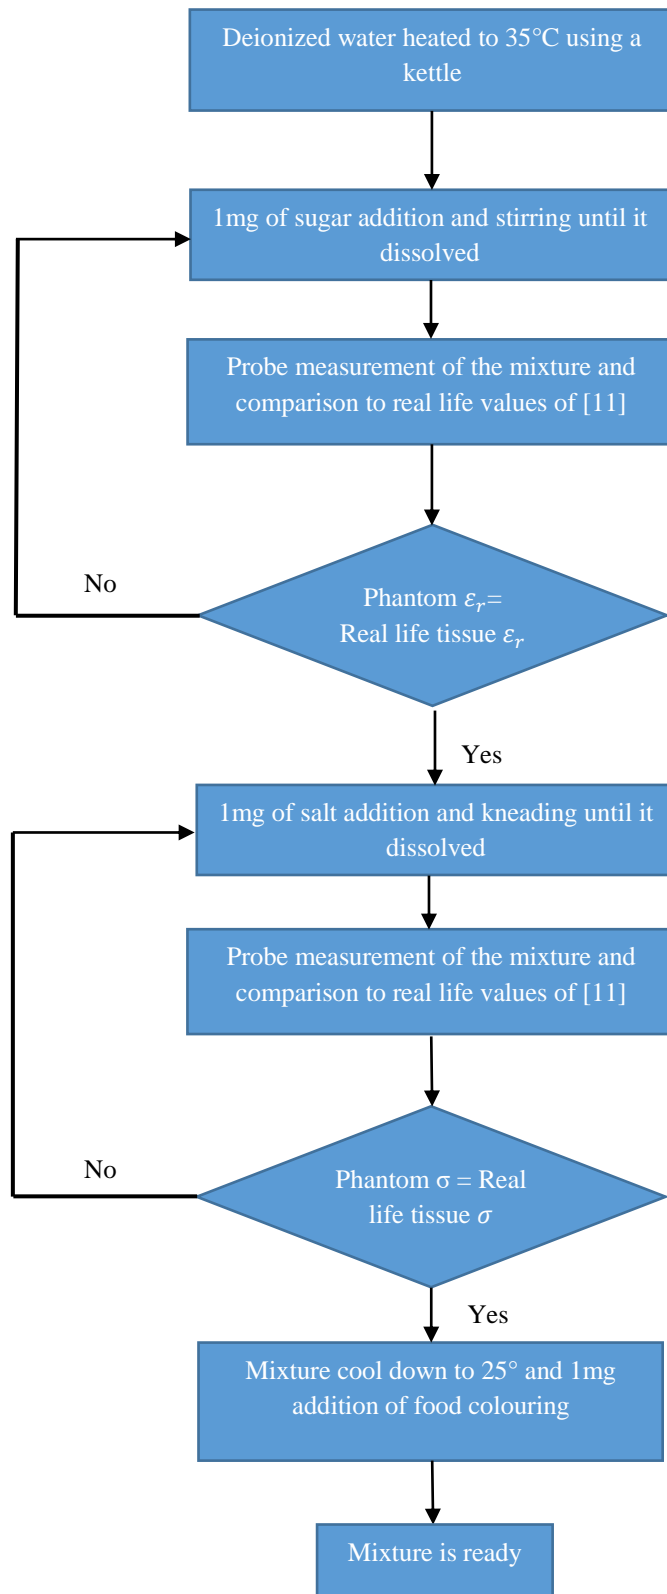 Deionized water heated to 35°C using a
kettle
1mg of sugar addition and stirring until it
dissolved
Probe measurement of the mixture and
comparison to real life values of [11]
No
Phantom 𝜀𝑟=
Real life tissue 𝜀𝑟
Yes
1mg of salt addition and kneading until it
dissolved
Probe measurement of the mixture and
comparison to real life values of [11]
No
Phantom σ = Real
life tissue 𝜎
Yes
Mixture cool down to 25° and 1mg
addition of food colouring
Mixture is ready